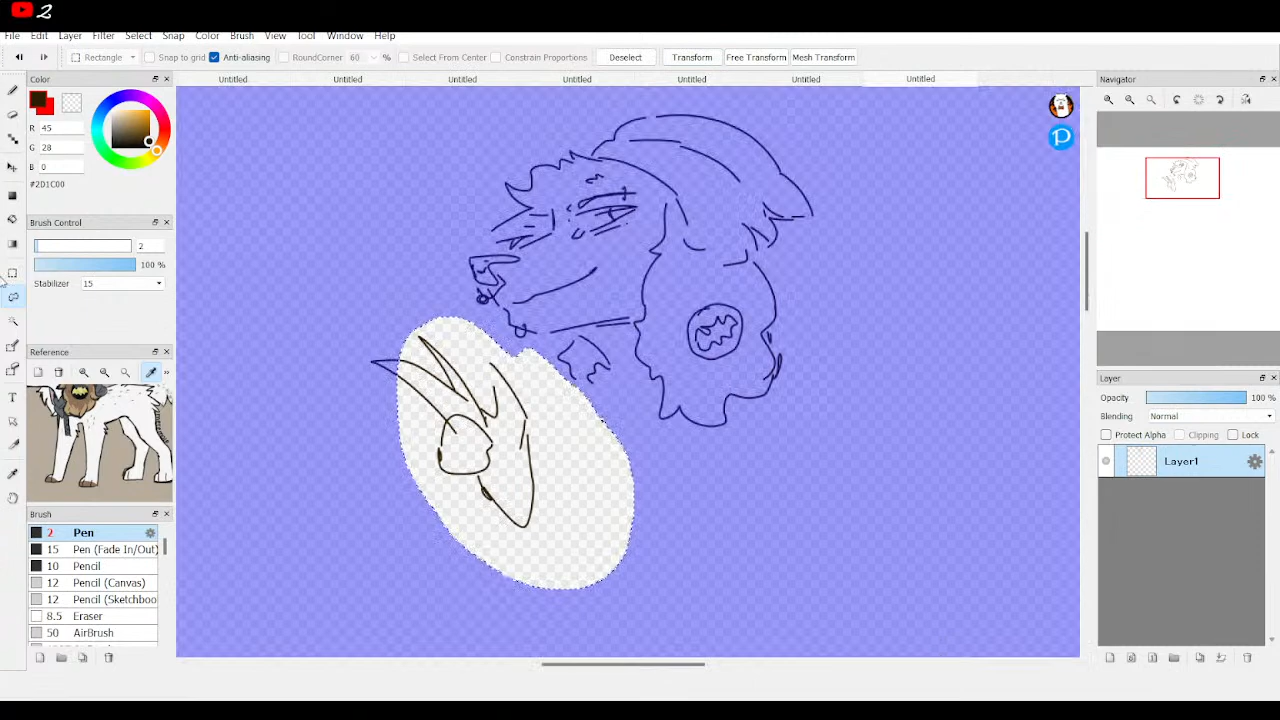 2
File Edit Layer Filter Select Snap Color Brush View Tool Window Help
Rectangle Snap to grid Anti-aliasing RoundCorner 60 % Select From Center Constrain Proportions Deselect Transform Free Transform Mesh Transform
Color Untitled Untitled Untitled Untitled Untitled Untitled Untitled Navigator
R 45
G 28
B 0
#2D1C00
Brush Control
2
100 %
Stabilizer 15
Reference
Layer
Opacity 100 %
Blending Normal
Protect Alpha Clipping Lock
Layer1
Brush
2 Pen
15 Pen (Fade In/Out)
10 Pencil
12 Pencil (Canvas)
12 Pencil (Sketchboo
8.5 Eraser
50 AirBrush